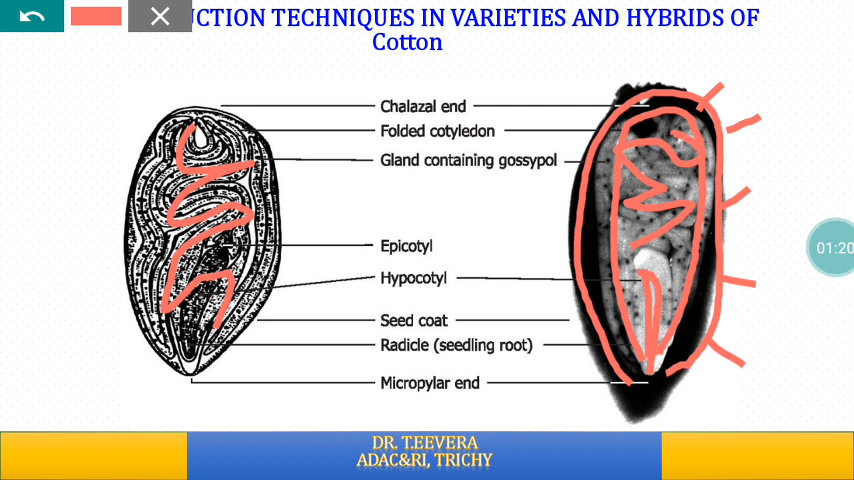 UCTION TECHNIQUES IN VARIETIES AND HYBRIDS OF
Cotton
Chalazal end
Folded cotyledon
Gland containing gossypol
Epicotyl
Hypocotyl
Seed coat
Radicle (seedling root)
Micropylar end
01:20
DR. T.EEVERA
ADAC&RI, TRICHY